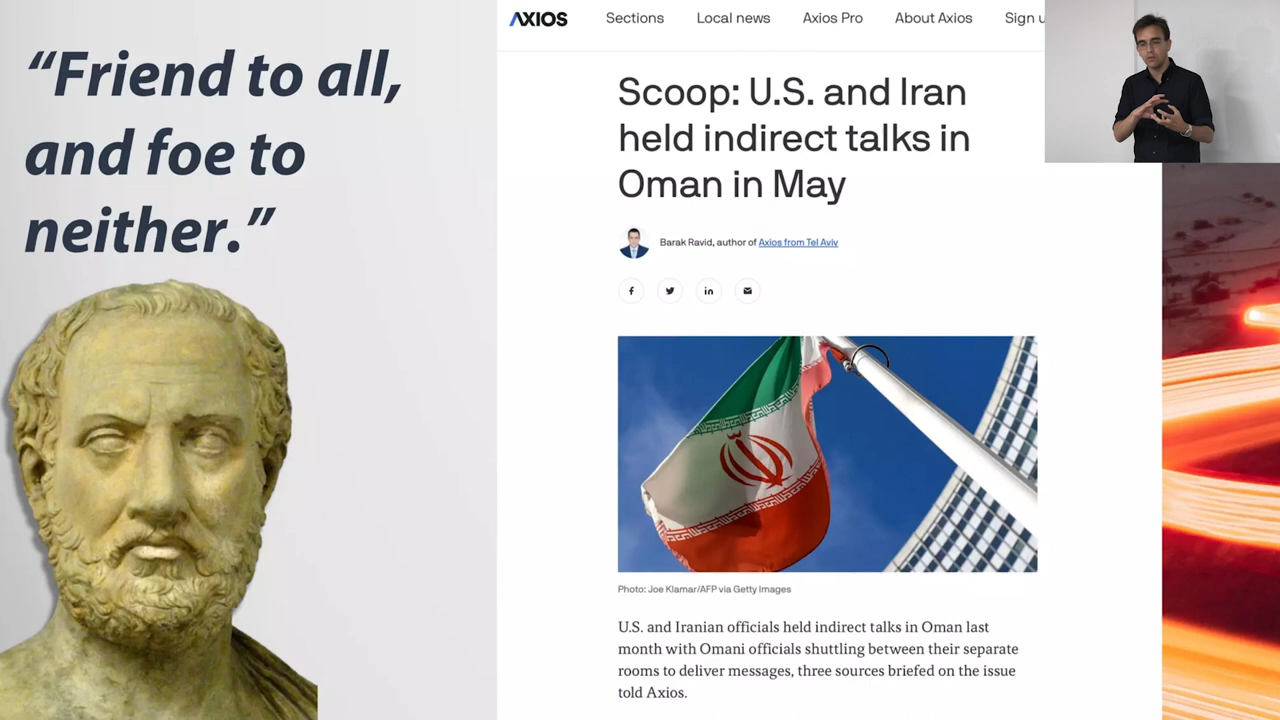 “Friend to all,
and foe to
neither.”
AXIOS
Sections
Local news
Axios Pro
About Axios
Sign u
Scoop: U.S. and Iran
held indirect talks in
Oman in May
Barak Ravid, author of Axios from Tel Aviv
Photo: Joe Klamar/AFP via Getty Images
U.S. and Iranian officials held indirect talks in Oman last
month with Omani officials shuttling between their separate
rooms to deliver messages, three sources briefed on the issue
told Axios.